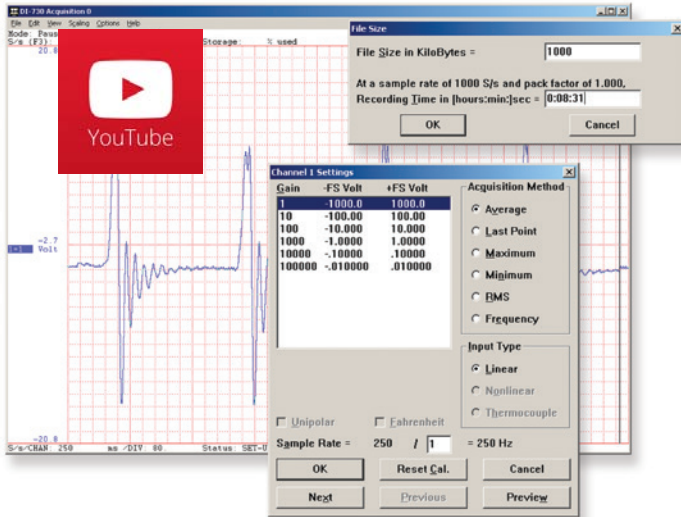 DI-730 Acquisition D
File Edit View Scaling Options Help
Mode: Paus
S/s (F3): Storage: % used
20.8
YouTube
-2.7
1-1 Volt
-20.8
S/s/CHAN: 250 ms /DIV: 80. Status: SET-U
File Size
File Size in KiloBytes = 1000
At a sample rate of 1000 S/s and pack factor of 1.000,
Recording Time in [hours:min:]sec = 0:08:31
OK Cancel
Channel 1 Settings
Gain -FS Volt +FS Volt
1 -1000.0 1000.0
10 -100.00 100.00
100 -10.000 10.000
1000 -1.0000 1.0000
10000 -.10000 .10000
100000 -.010000 .010000
Acquisition Method
Average
Last Point
Maximum
Minimum
RMS
Frequency
Input Type
Linear
Nonlinear
Thermocouple
Unipolar Fahrenheit
Sample Rate = 250 / 1 = 250 Hz
OK Reset Cal. Cancel
Next Previous Preview